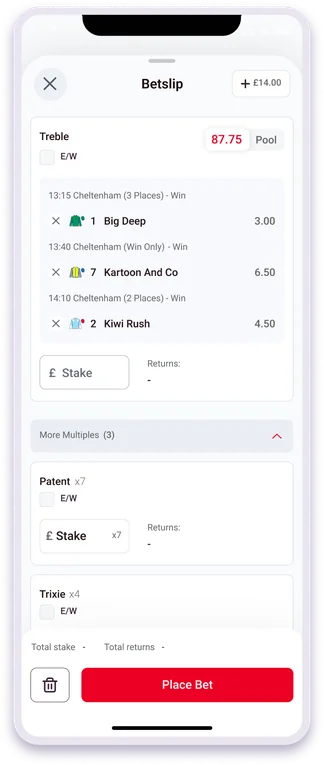 Betslip
+ £14.00
Treble
87.75 Pool
E/W
13:15 Cheltenham (3 Places) - Win
1 Big Deep 3.00
13:40 Cheltenham (Win Only) - Win
7 Kartoon And Co 6.50
14:10 Cheltenham (2 Places) - Win
2 Kiwi Rush 4.50
£ Stake
Returns:
-
More Multiples (3)
Patent x7
E/W
£ Stake x7
Returns:
-
Trixie x4
E/W
Total stake - Total returns -
Place Bet